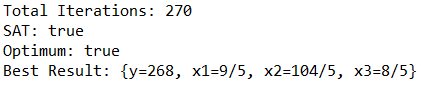 Total Iterations: 270
SAT: true
Optimum: true
Best Result: {y=268, x1=9/5, x2=104/5, x3=8/5}